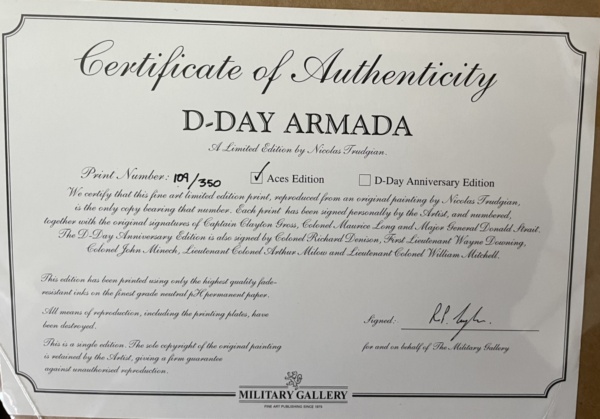 Certificate of Authenticity
D-DAY ARMADA
A Limited Edition by Nicolas Trudgian.
Print Number: 109/350 ✓ Aces Edition D-Day Anniversary Edition
We certify that this fine art limited edition print, reproduced from an original painting by Nicolas Trudgian,
is the only copy bearing that number. Each print has been signed personally by the Artist, and numbered,
together with the original signatures of Captain Clayton Gross, Colonel Maurice Long and Major General Donald Strait.
The D-Day Anniversary Edition is also signed by Colonel Richard Denison, First Lieutenant Wayne Downing,
Colonel John Minech, Lieutenant Colonel Arthur Milow and Lieutenant Colonel William Mitchell.
This edition has been printed using only the highest quality fade-
resistant inks on the finest grade neutral pH permanent paper.
All means of reproduction, including the printing plates, have
been destroyed.
This is a single edition. The sole copyright of the original painting
is retained by the Artist, giving a firm guarantee
against unauthorised reproduction.
Signed:
for and on behalf of The Military Gallery
MILITARY GALLERY
FINE ART PUBLISHING SINCE 1979